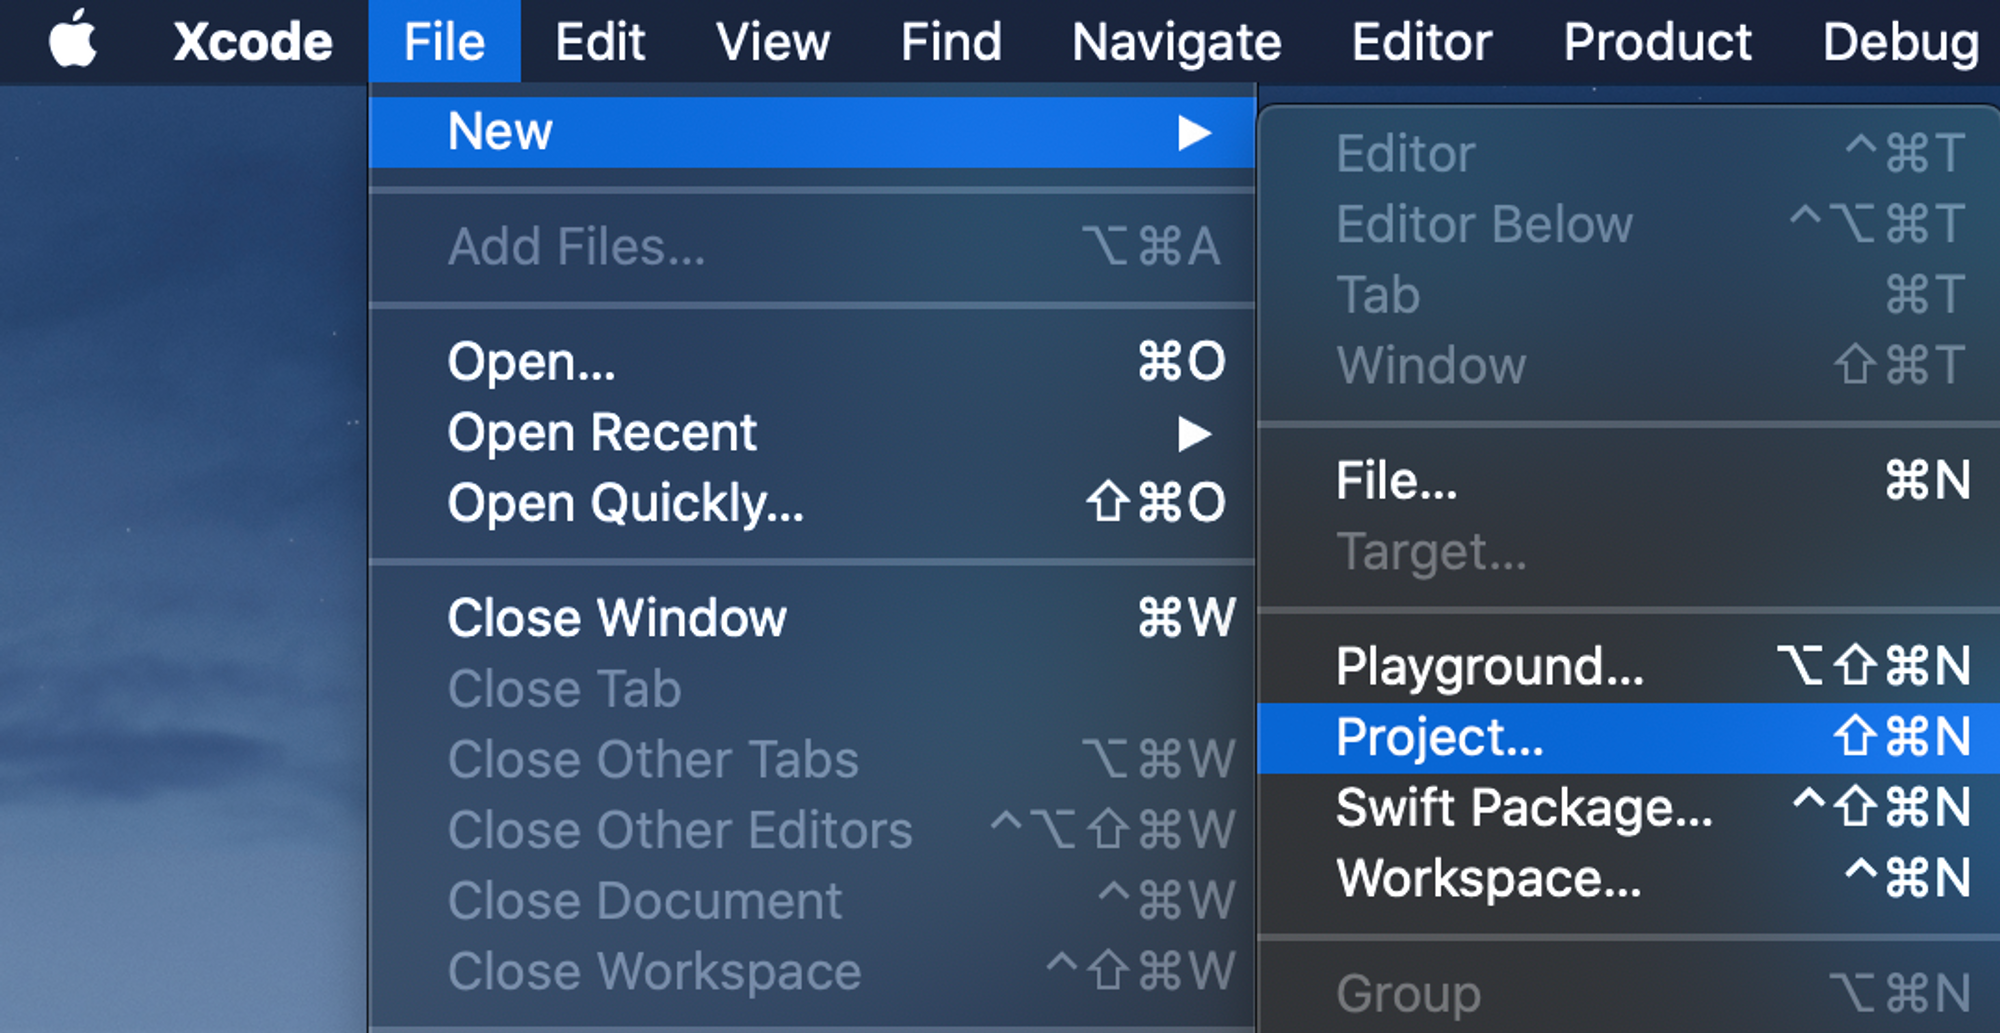 Xcode File Edit View Find Navigate Editor Product Debug
New ▶
Add Files... ⌥⌘A
Open... ⌘O
Open Recent ▶
Open Quickly... ⇧⌘O
Close Window ⌘W
Close Tab
Close Other Tabs ⌥⌘W
Close Other Editors ^⌥⇧⌘W
Close Document ^⌘W
Close Workspace ^⇧⌘W
Editor ^⌘T
Editor Below ^⌥⌘T
Tab ⌘T
Window ⇧⌘T
File... ⌘N
Target...
Playground... ⌥⇧⌘N
Project... ⇧⌘N
Swift Package... ^⇧⌘N
Workspace... ^⌘N
Group ⌥⌘N